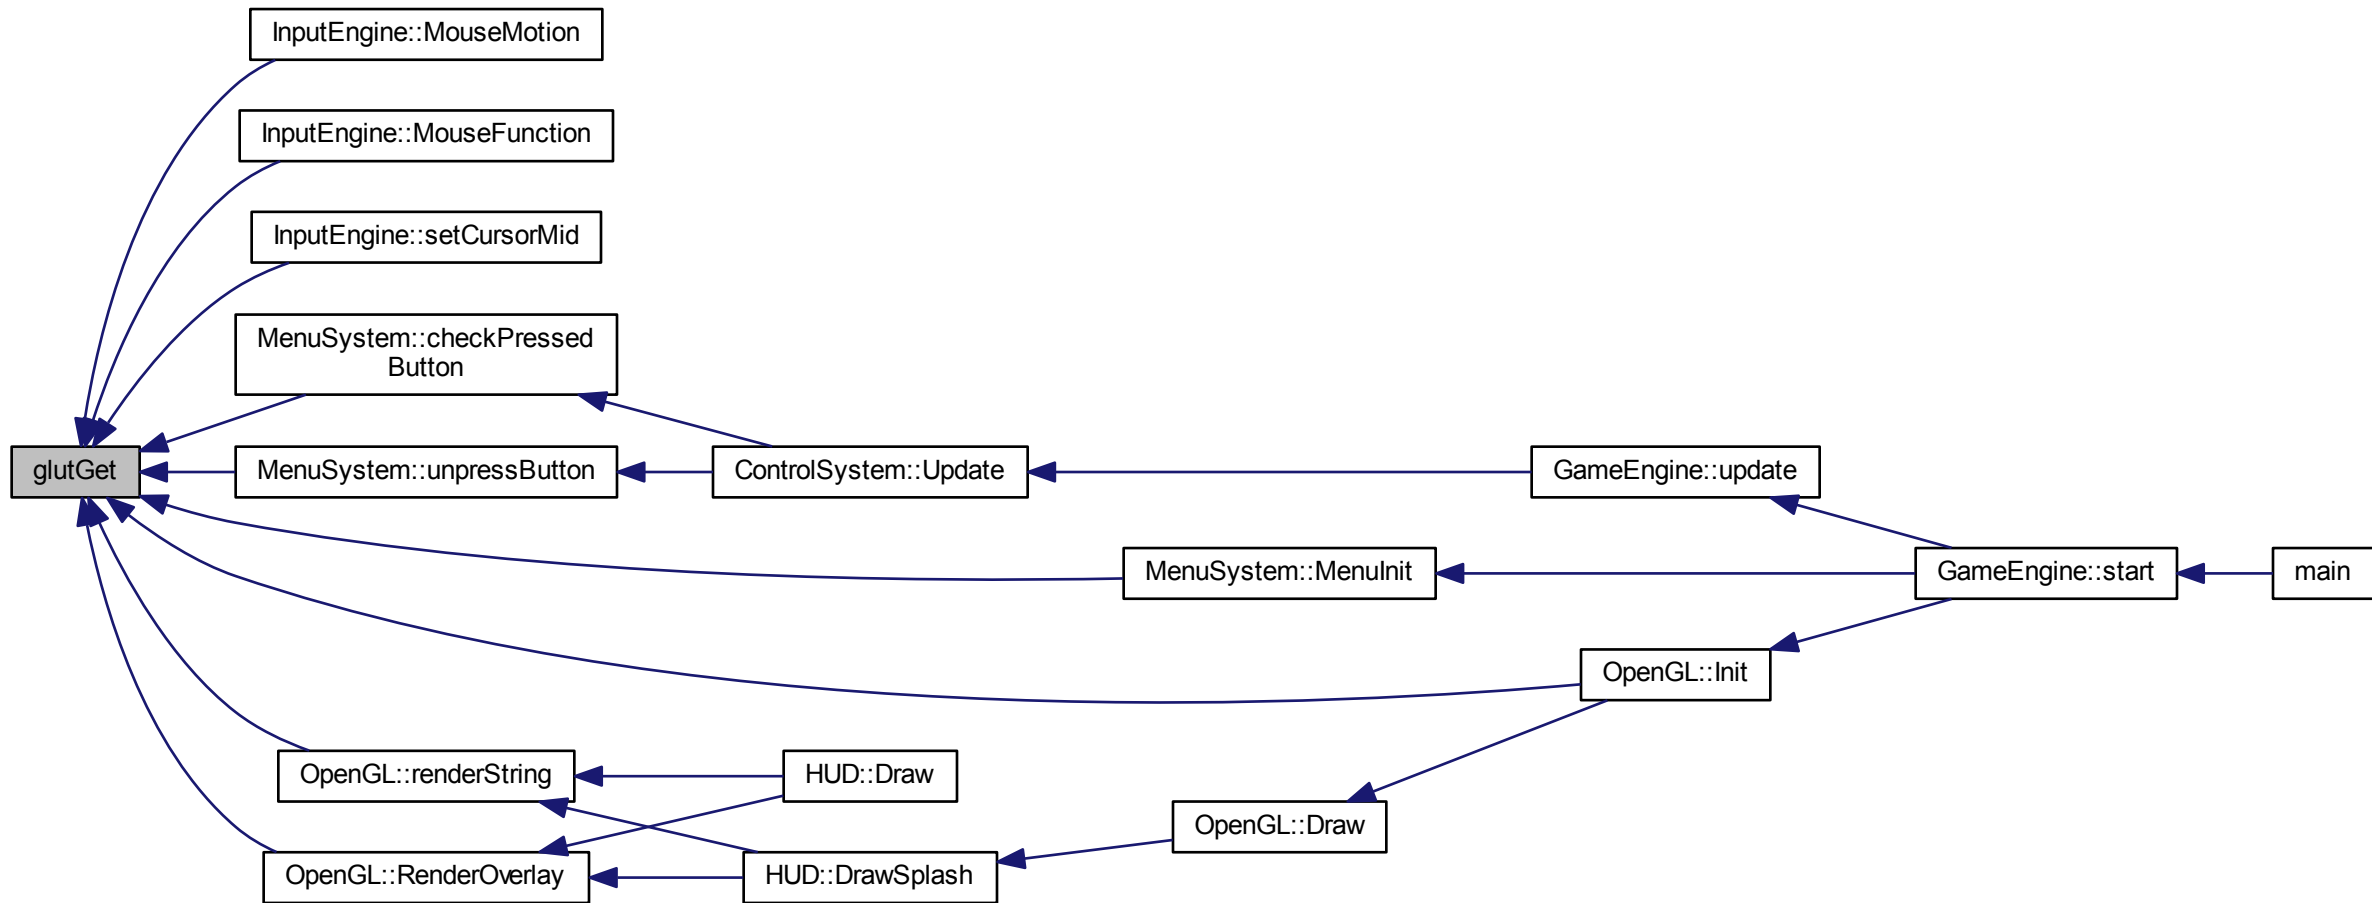 InputEngine::MouseMotion
InputEngine::MouseFunction
InputEngine::setCursorMid
MenuSystem::checkPressed
Button
glutGet
MenuSystem::unpressButton
ControlSystem::Update
GameEngine::update
MenuSystem::MenuInit
GameEngine::start
main
OpenGL::Init
OpenGL::renderString
HUD::Draw
OpenGL::Draw
OpenGL::RenderOverlay
HUD::DrawSplash